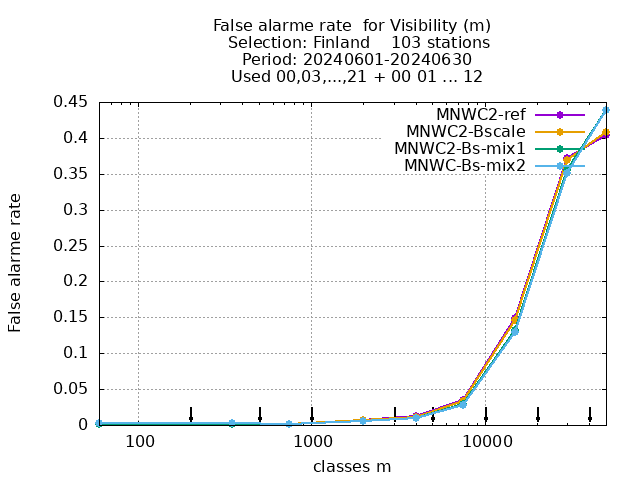 False alarme rate  for Visibility (m)
Selection: Finland    103 stations
Period: 20240601-20240630
Used 00,03,...,21 + 00 01 ... 12
MNWC2-ref
MNWC2-Bscale
MNWC2-Bs-mix1
MNWC-Bs-mix2
False alarme rate
0.45
0.4
0.35
0.3
0.25
0.2
0.15
0.1
0.05
0
100
1000
10000
classes m